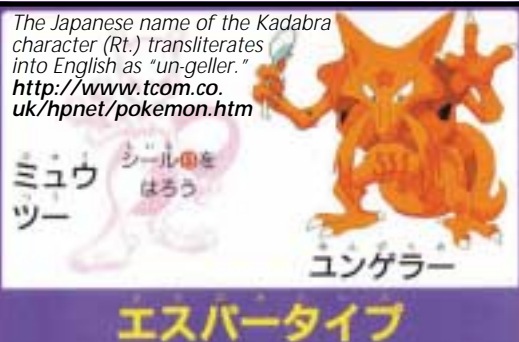 The Japanese name of the Kadabra
character (Rt.) transliterates
into English as "un-geller."
http://www.tcom.co.
uk/hpnet/pokemon.htm
ミュウ
ツー
シール⑬を
はろう
ユンゲラー
エスパータイプ